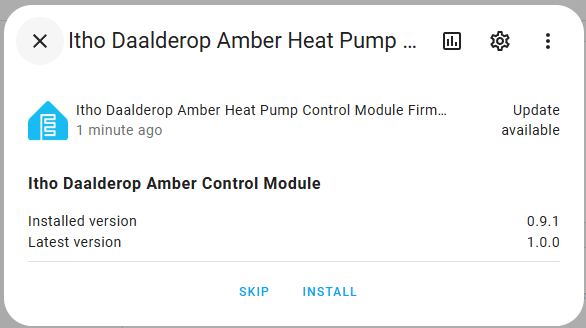 Itho Daalderop Amber Heat Pump ...
Itho Daalderop Amber Heat Pump Control Module Firm...
Update available
1 minute ago
Itho Daalderop Amber Control Module
Installed version 0.9.1
Latest version 1.0.0
SKIP INSTALL